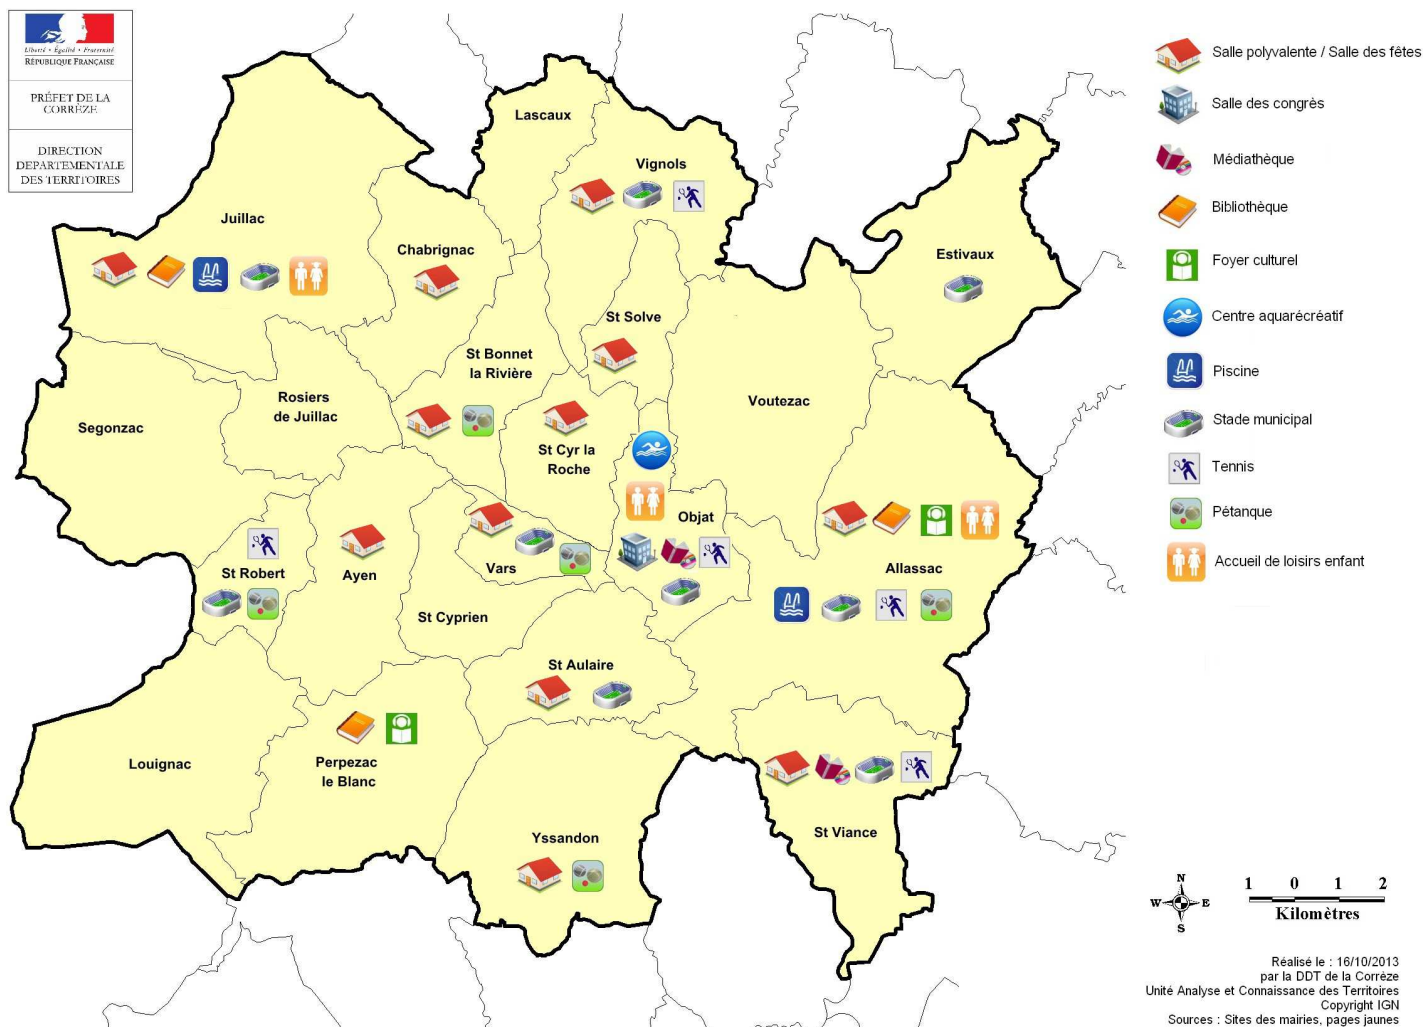 Liberté • Égalité • Fraternité
RÉPUBLIQUE FRANÇAISE
PRÉFET DE LA
CORRÈZE
DIRECTION
DEPARTEMENTALE
DES TERRITOIRES
Lascaux
Vignols
Juillac
Chabrignac
Estivaux
St Solve
St Bonnet
la Rivière
Rosiers
de Juillac
Voutezac
Segonzac
St Cyr la
Roche
Objat
St Robert
Ayen
Vars
Allassac
St Cyprien
St Aulaire
Louignac
Perpezac
le Blanc
St Viance
Yssandon
Salle polyvalente / Salle des fêtes
Salle des congrès
Médiathèque
Bibliothèque
Foyer culturel
Centre aquarécréatif
Piscine
Stade municipal
Tennis
Pétanque
Accueil de loisirs enfant
N
W E
S
1 0 1 2
Kilomètres
Réalisé le : 16/10/2013
par la DDT de la Corrèze
Unité Analyse et Connaissance des Territoires
Copyright IGN
Sources : Sites des mairies, pages jaunes